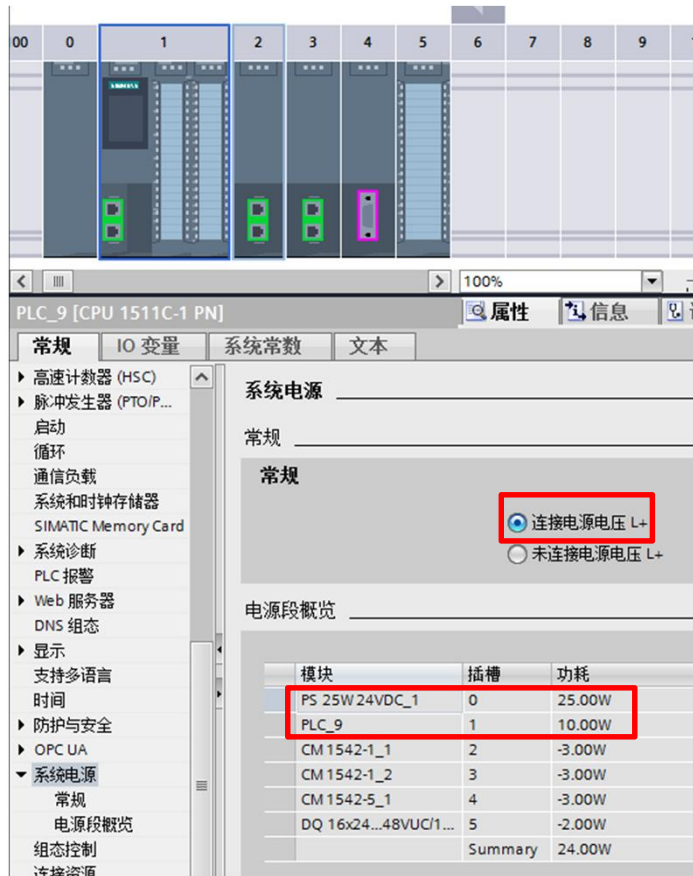 00 0 1 2 3 4 5 6 7 8 9
SIEMENS
100%
PLC_9 [CPU 1511C-1 PN]
属性 信息
常规 IO 变量 系统常数 文本
高速计数器 (HSC)
脉冲发生器 (PTO/P...
启动
循环
通信负载
系统和时钟存储器
SIMATIC Memory Card
系统诊断
PLC 报警
Web 服务器
DNS 组态
显示
支持多语言
时间
防护与安全
OPC UA
系统电源
常规
电源段概览
组态控制
连接资源
系统电源
常规
常规
连接电源电压 L+
未连接电源电压 L+
电源段概览
模块 插槽 功耗
PS 25W 24VDC_1 0 25.00W
PLC_9 1 10.00W
CM 1542-1_1 2 -3.00W
CM 1542-1_2 3 -3.00W
CM 1542-5_1 4 -3.00W
DQ 16x24...48VUC/1... 5 -2.00W
Summary 24.00W